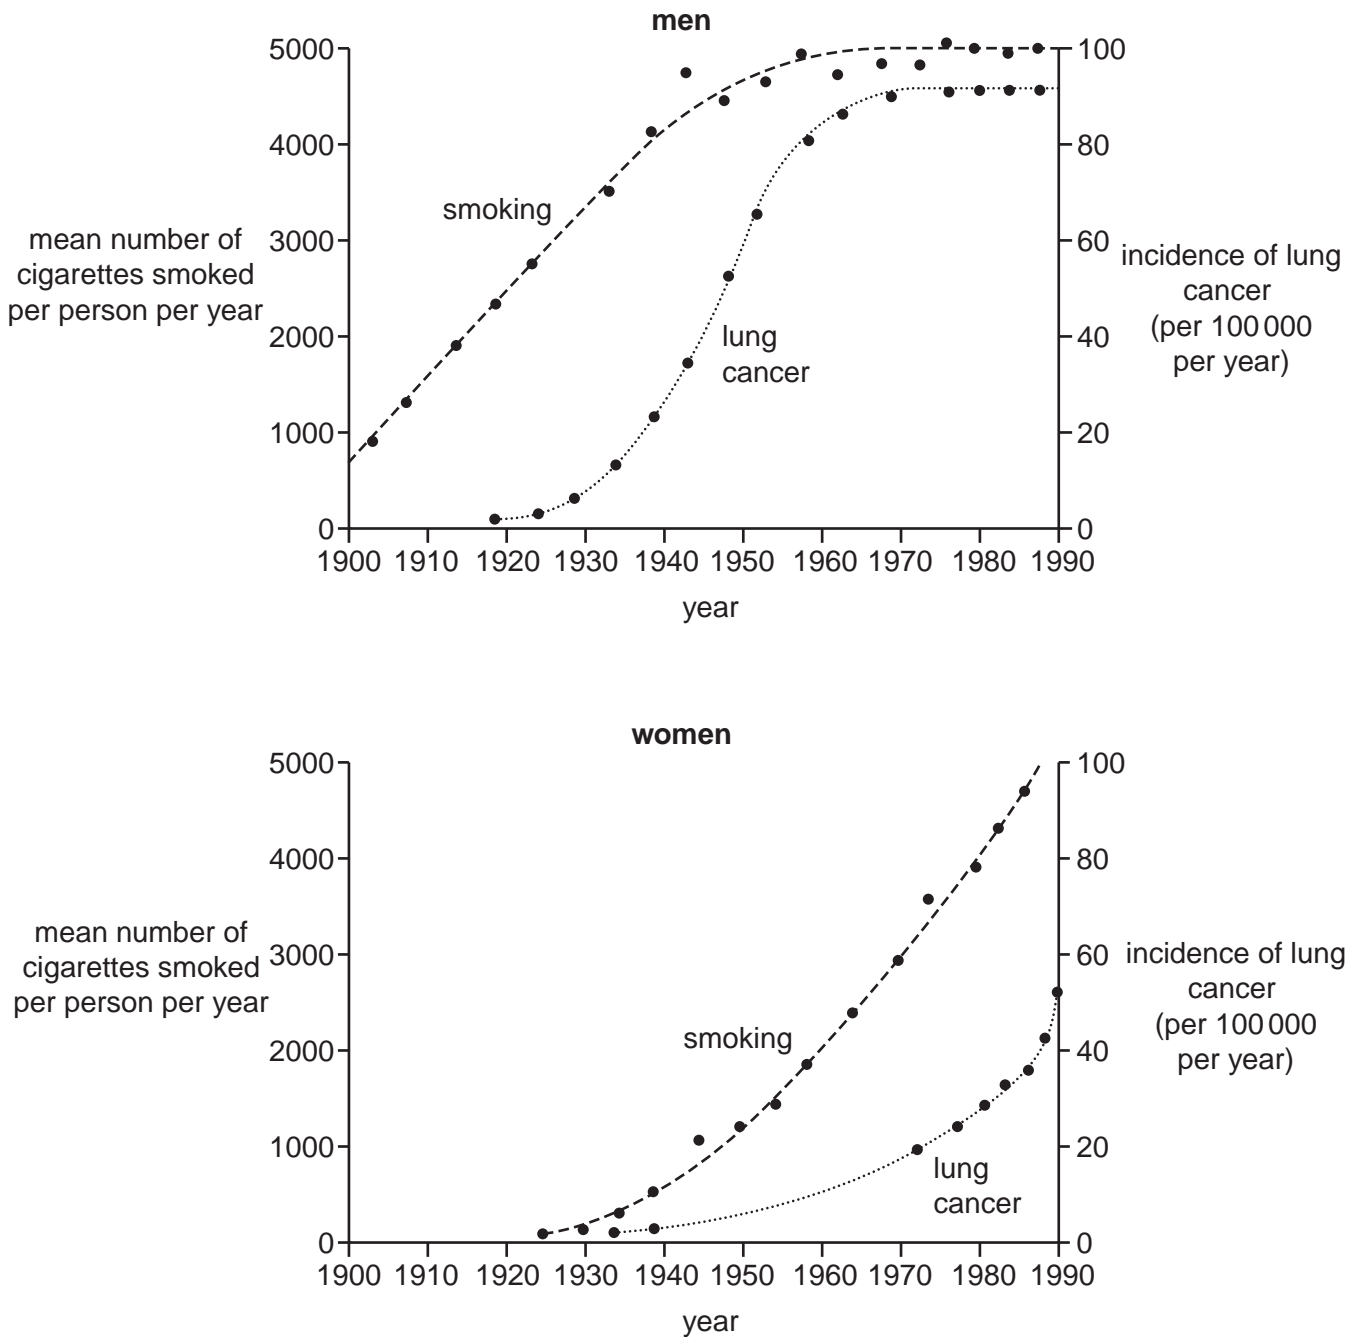 men
5000
4000
3000
2000
1000
0
mean number of
cigarettes smoked
per person per year
smoking
lung
cancer
100
80
60
40
20
0
incidence of lung
cancer
(per 100 000
per year)
1900 1910 1920 1930 1940 1950 1960 1970 1980 1990
year
women
5000
4000
3000
2000
1000
0
mean number of
cigarettes smoked
per person per year
smoking
lung
cancer
100
80
60
40
20
0
incidence of lung
cancer
(per 100 000
per year)
1900 1910 1920 1930 1940 1950 1960 1970 1980 1990
year